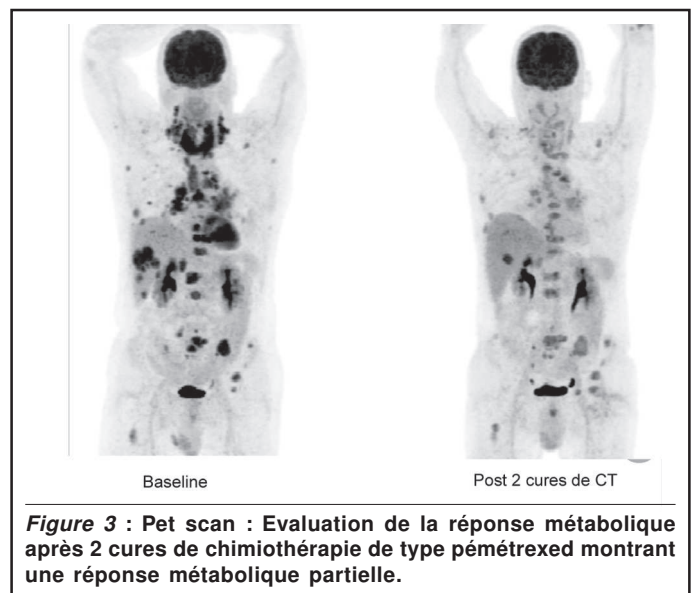 Baseline
Post 2 cures de CT
Figure 3 : Pet scan : Evaluation de la réponse métabolique
après 2 cures de chimiothérapie de type pémétrexed montrant
une réponse métabolique partielle.